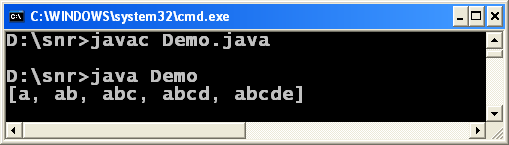 C:\WINDOWS\system32\cmd.exe
D:\snr>javac Demo.java
D:\snr>java Demo
[a, ab, abc, abcd, abcde]